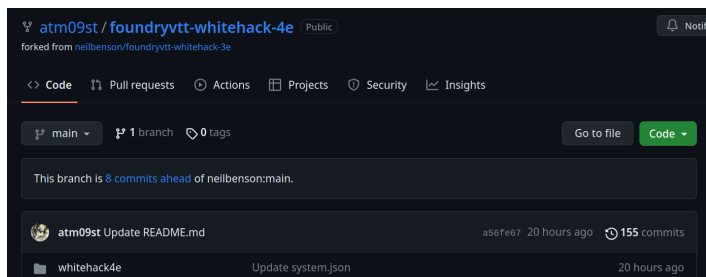 atm09st / foundryvtt-whitehack-4e Public
forked from neilbenson/foundryvtt-whitehack-3e
Notif
<> Code Pull requests Actions Projects Security Insights
main 1 branch 0 tags Go to file Code
This branch is 8 commits ahead of neilbenson:main.
atm09st Update README.md a56fe67 20 hours ago 155 commits
whitehack4e Update system.json 20 hours ago